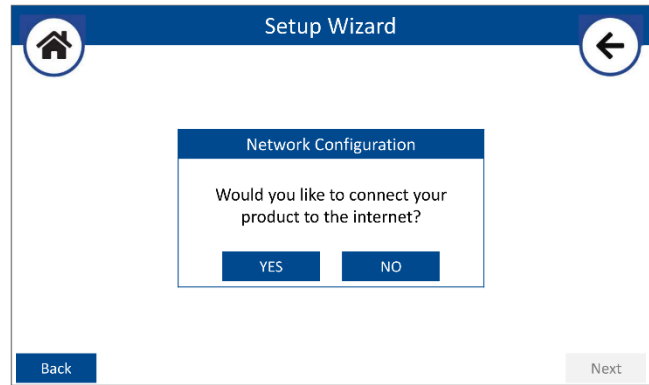 Setup Wizard
Network Configuration
Would you like to connect your
product to the internet?
YES NO
Back Next